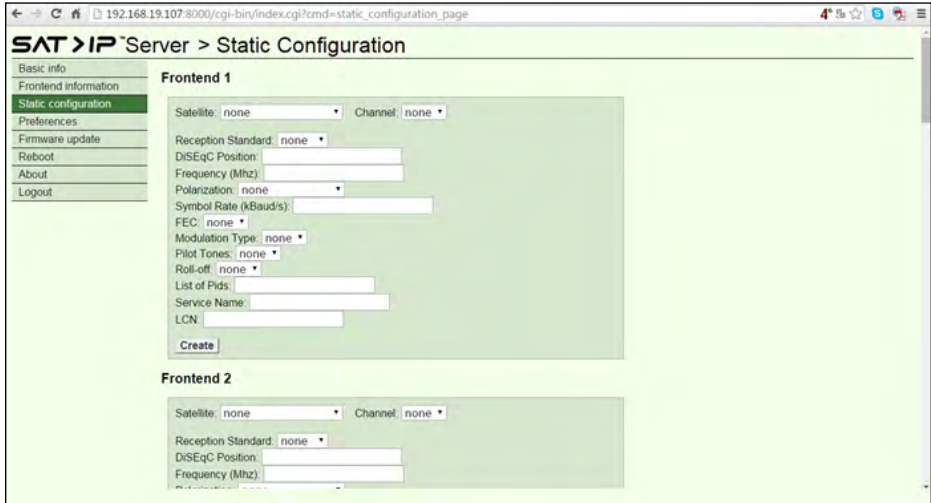 192.168.19.107:8000/cgi-bin/index.cgi?cmd=static_configuration_page 4°
SAT>IP™ Server > Static Configuration
Basic info
Frontend information
Static configuration
Preferences
Firmware update
Reboot
About
Logout
Frontend 1
Satellite: none Channel: none
Reception Standard: none
DiSEqC Position:
Frequency (Mhz):
Polarization: none
Symbol Rate (kBaud/s):
FEC: none
Modulation Type: none
Pilot Tones: none
Roll-off: none
List of Pids:
Service Name:
LCN:
Create
Frontend 2
Satellite: none Channel: none
Reception Standard: none
DiSEqC Position:
Frequency (Mhz):